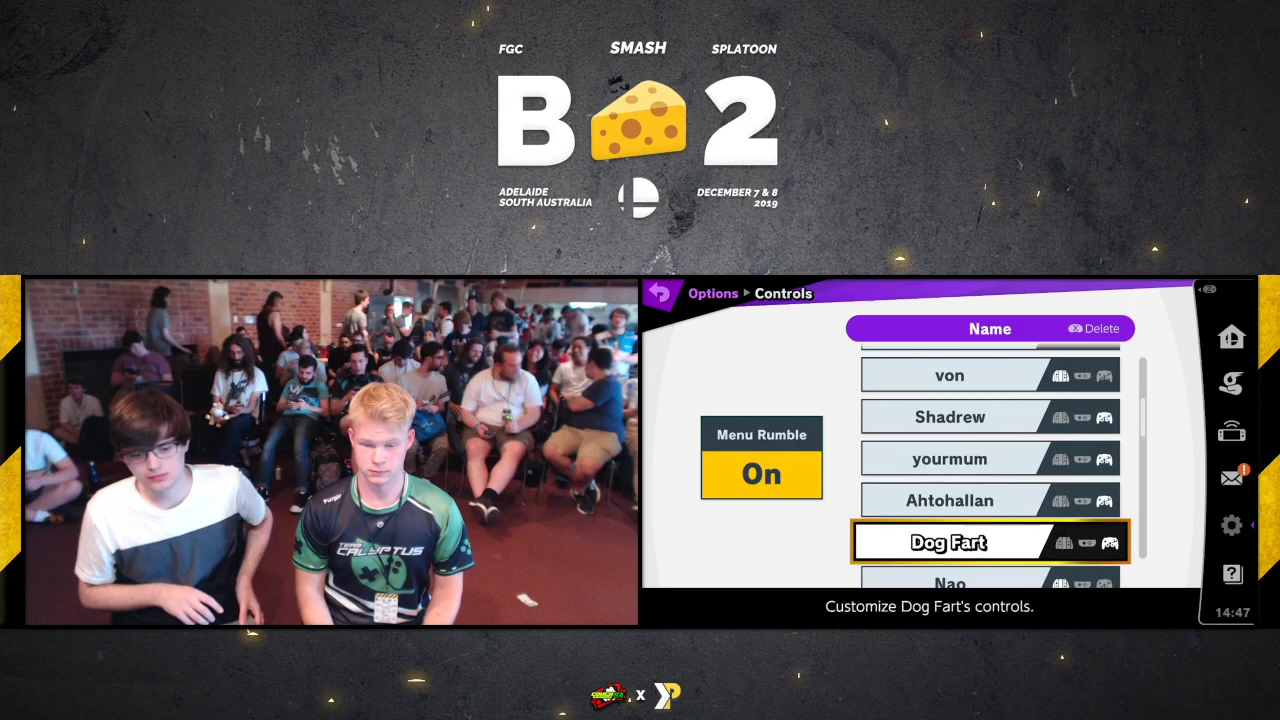 FGC
SMASH
SPLATOON
B 2
ADELAIDE
SOUTH AUSTRALIA
DECEMBER 7 & 8
2019
Options ▶ Controls
Name
X Delete
von
Shadrew
yourmum
Ahtohallan
Dog Fart
Nao
Menu Rumble
On
Customize Dog Fart's controls.
14:47
TEAM
CALYPTUS
X